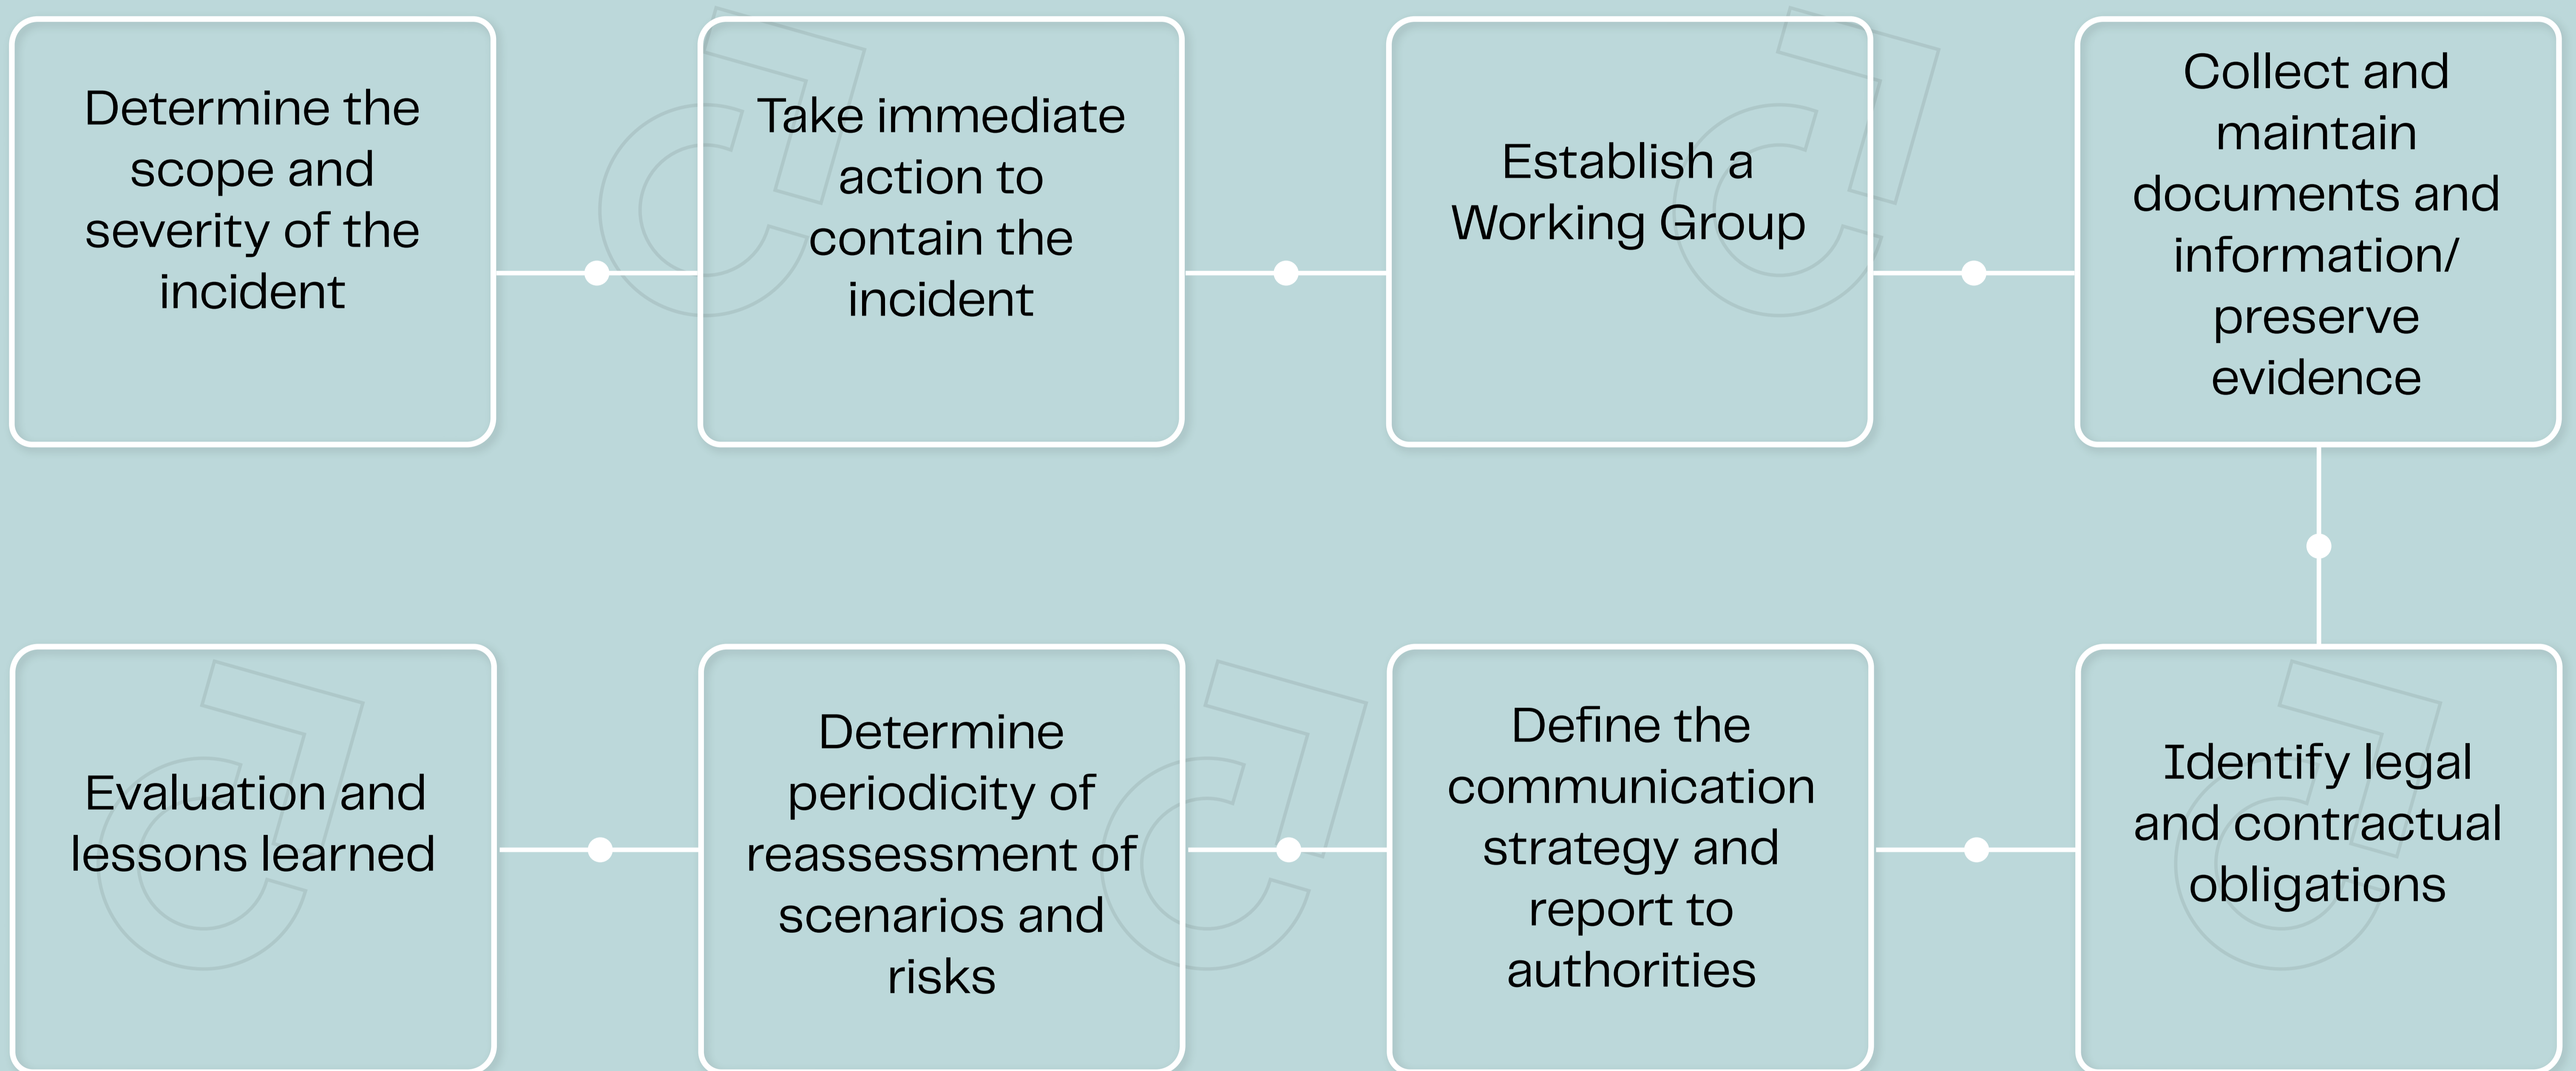 Determine the
scope and
severity of the
incident
Take immediate
action to
contain the
incident
Establish a
Working Group
Collect and
maintain
documents and
information/
preserve
evidence
Identify legal
and contractual
obligations
Define the
communication
strategy and
report to
authorities
Determine
periodicity of
reassessment of
scenarios and
risks
Evaluation and
lessons learned